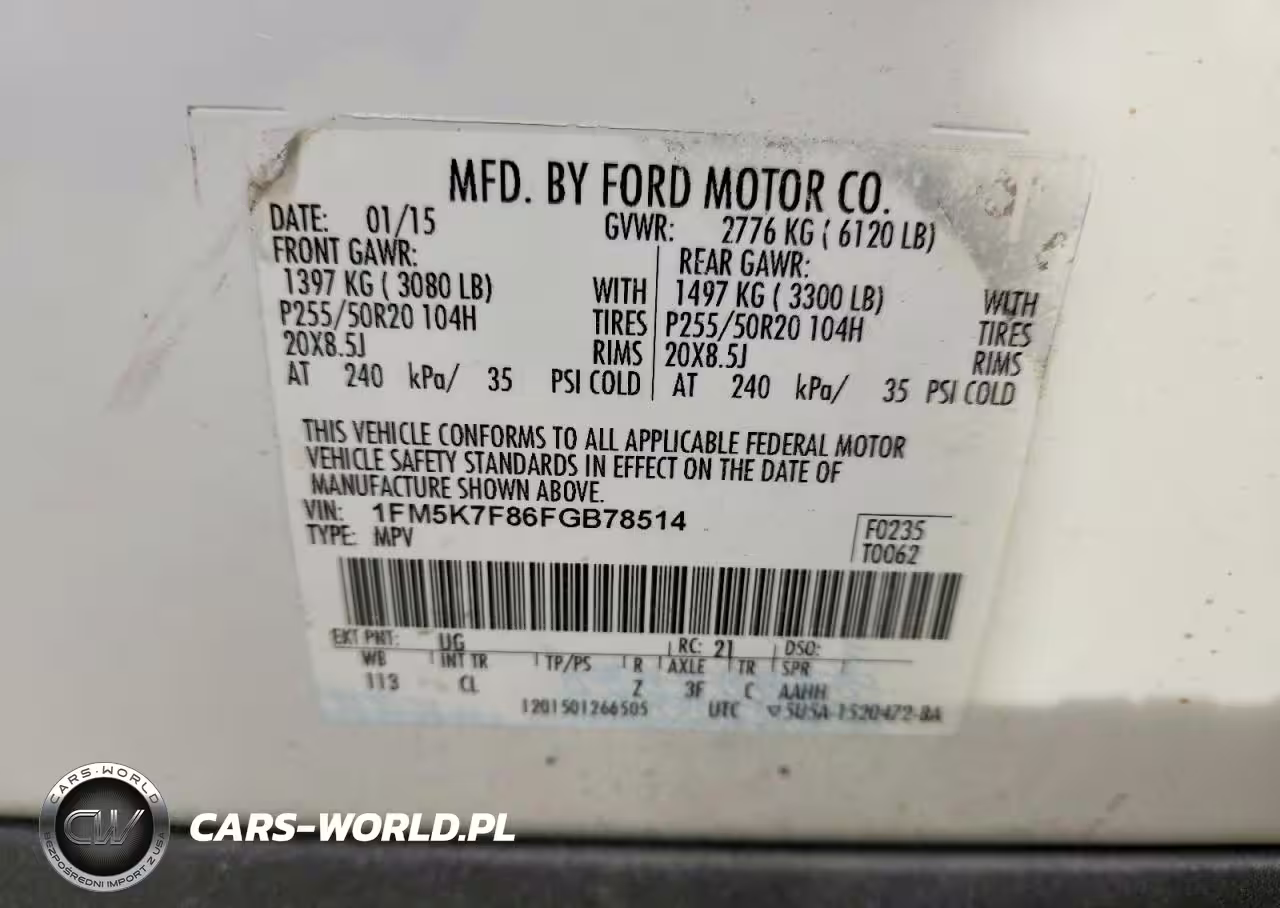 MFD. BY FORD MOTOR CO.
DATE: 01/15 GVWR: 2776 KG ( 6120 LB)
FRONT GAWR: REAR GAWR:
1397 KG ( 3080 LB) WITH 1497 KG ( 3300 LB) WITH
P255/50R20 104H TIRES P255/50R20 104H TIRES
20X8.5J RIMS 20X8.5J RIMS
AT 240 kPa/ 35 PSI COLD AT 240 kPa/ 35 PSI COLD
THIS VEHICLE CONFORMS TO ALL APPLICABLE FEDERAL MOTOR
VEHICLE SAFETY STANDARDS IN EFFECT ON THE DATE OF
MANUFACTURE SHOWN ABOVE.
VIN: 1FM5K7F86FGB78514
TYPE: MPV
F0235
T0062
EXT PNT: UG RC: 21 DSO:
WB INT TR TP/PS R AXLE TR SPR
113 CL Z 3F C AAHH
1201501266505 UTC 5U5A-1520472-BA
CARS-WORLD
CW
BEZPOŚREDNI IMPORT Z USA
CARS-WORLD.PL